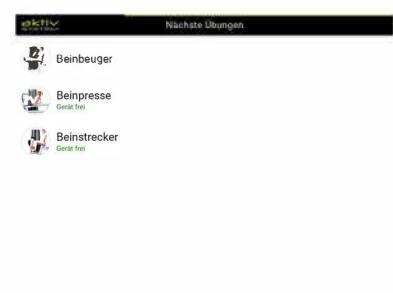 aktiv
Nächste Übungen
Beinbeuger
Beinpresse
Gerät frei
Beinstrecker
Gerät frei